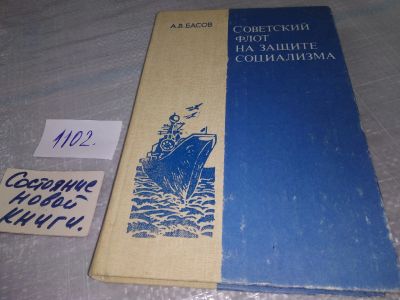 А.В.БАСОВ
СОВЕТСКИЙ
ФЛОТ
НА ЗАЩИТЕ
СОЦИАЛИЗМА
1102.
Состояние
новой
книги.